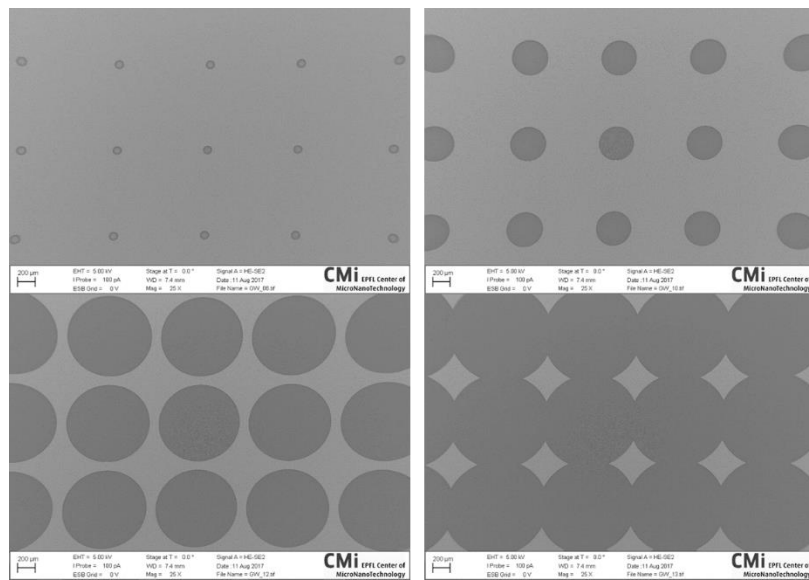 200 µm EHT = 5.00 kV Stage at T = 0.0 ° Signal A = HE-SE2 CMi EPFL Center of
I Probe = 100 pA WD = 7.4 mm Date :11 Aug 2017 MicroNanoTechnology
ESB Grid = 0 V Mag = 25 X File Name =
200 µm EHT = 5.00 kV Stage at T = 0.0 ° Signal A = HE-SE2 CMi EPFL Center of
I Probe = 100 pA WD = 7.4 mm Date :11 Aug 2017 MicroNanoTechnology
ESB Grid = 0 V Mag = 25 X File Name = GW_10.tif
200 µm EHT = 5.00 kV Stage at T = 0.0 ° Signal A = HE-SE2 CMi EPFL Center of
I Probe = 100 pA WD = 7.4 mm Date :11 Aug 2017 MicroNanoTechnology
ESB Grid = 0 V Mag = 25 X File Name = GW_12.tif
200 µm EHT = 5.00 kV Stage at T = 0.0 ° Signal A = HE-SE2 CMi EPFL Center of
I Probe = 100 pA WD = 7.4 mm Date :11 Aug 2017 MicroNanoTechnology
ESB Grid = 0 V Mag = 25 X File Name = GW_13.tif